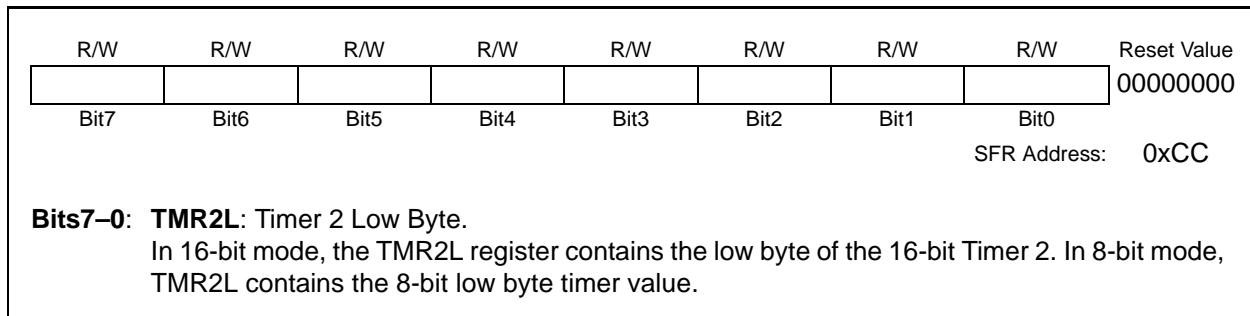 R/W R/W R/W R/W R/W R/W R/W R/W Reset Value
00000000
Bit7 Bit6 Bit5 Bit4 Bit3 Bit2 Bit1 Bit0
SFR Address: 0xCC
Bits7–0: TMR2L: Timer 2 Low Byte.
In 16-bit mode, the TMR2L register contains the low byte of the 16-bit Timer 2. In 8-bit mode,
TMR2L contains the 8-bit low byte timer value.